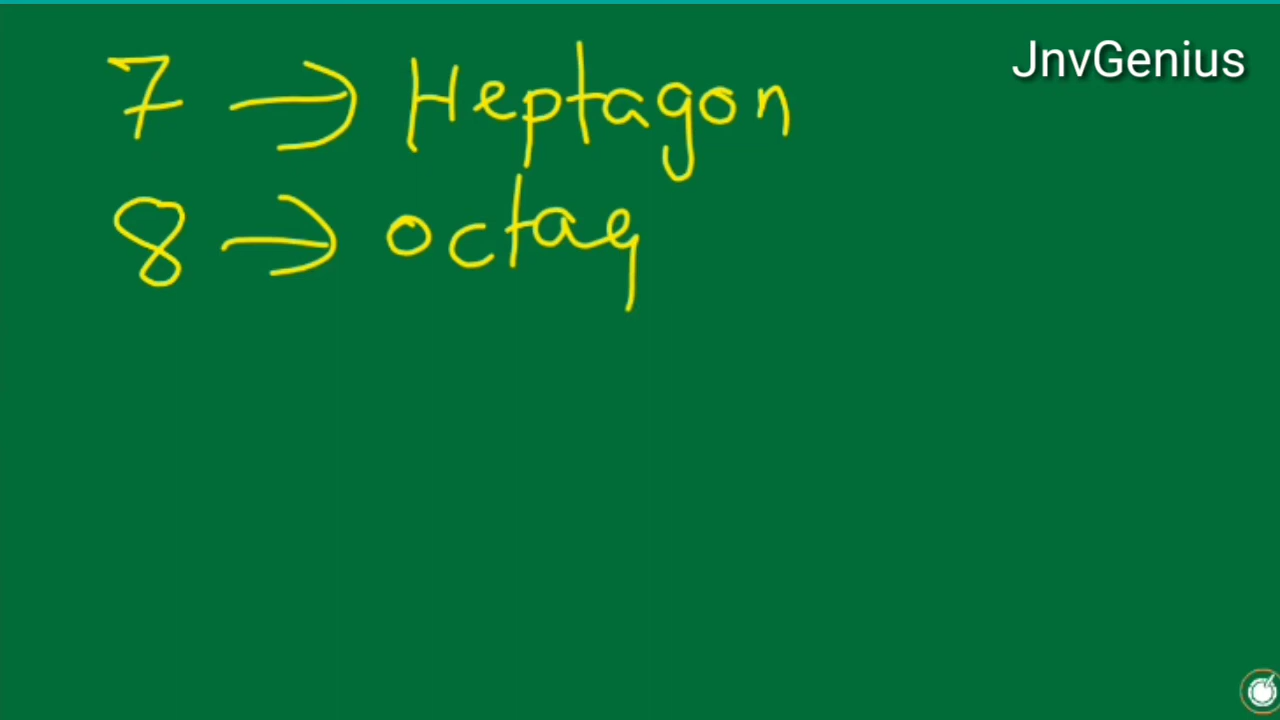 JnvGenius
7 → Heptagon
8 → octag